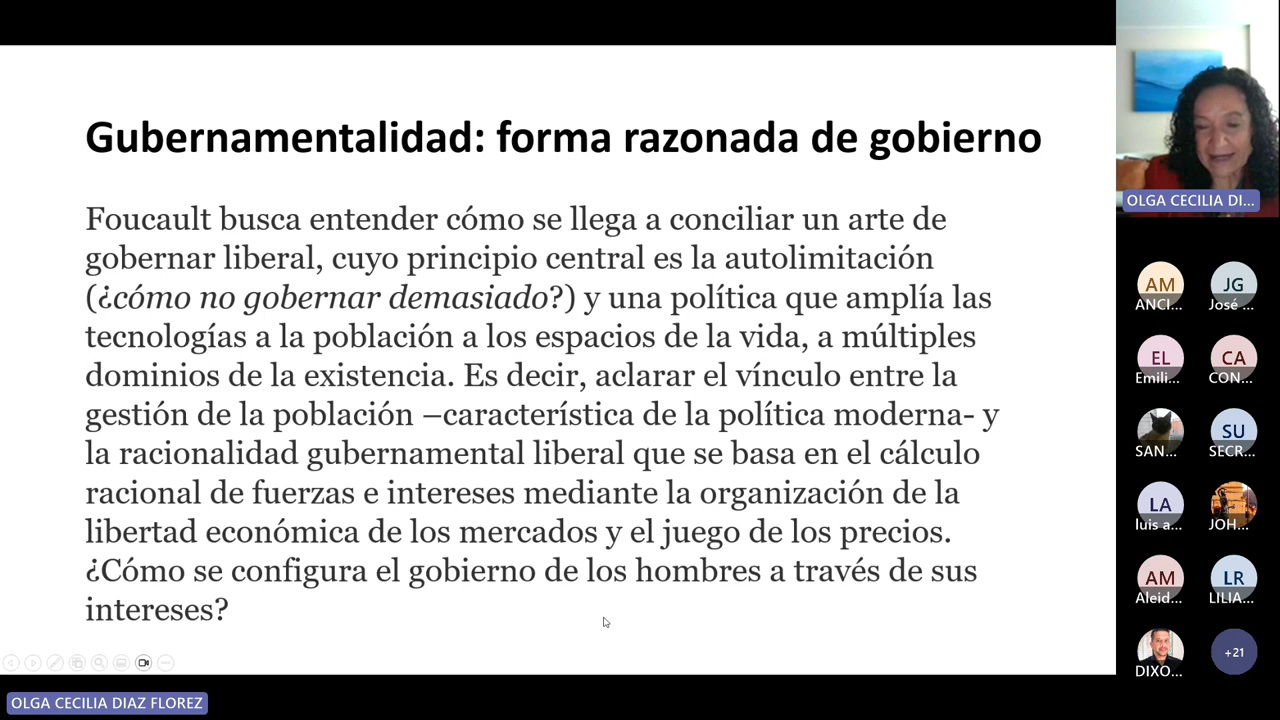 Gubernamentalidad: forma razonada de gobierno
Foucault busca entender cómo se llega a conciliar un arte de
gobernar liberal, cuyo principio central es la autolimitación
(¿cómo no gobernar demasiado?) y una política que amplía las
tecnologías a la población a los espacios de la vida, a múltiples
dominios de la existencia. Es decir, aclarar el vínculo entre la
gestión de la población –característica de la política moderna- y
la racionalidad gubernamental liberal que se basa en el cálculo
racional de fuerzas e intereses mediante la organización de la
libertad económica de los mercados y el juego de los precios.
¿Cómo se configura el gobierno de los hombres a través de sus
intereses?
OLGA CECILIA DIAZ FLOREZ
OLGA CECILIA DI...
AM
ANCI...
JG
José ...
EL
Emili...
CA
CON...
SAN...
SU
SECR...
LA
luis a...
JOH...
AM
Aleid...
LR
LILIA...
DIXO...
+21